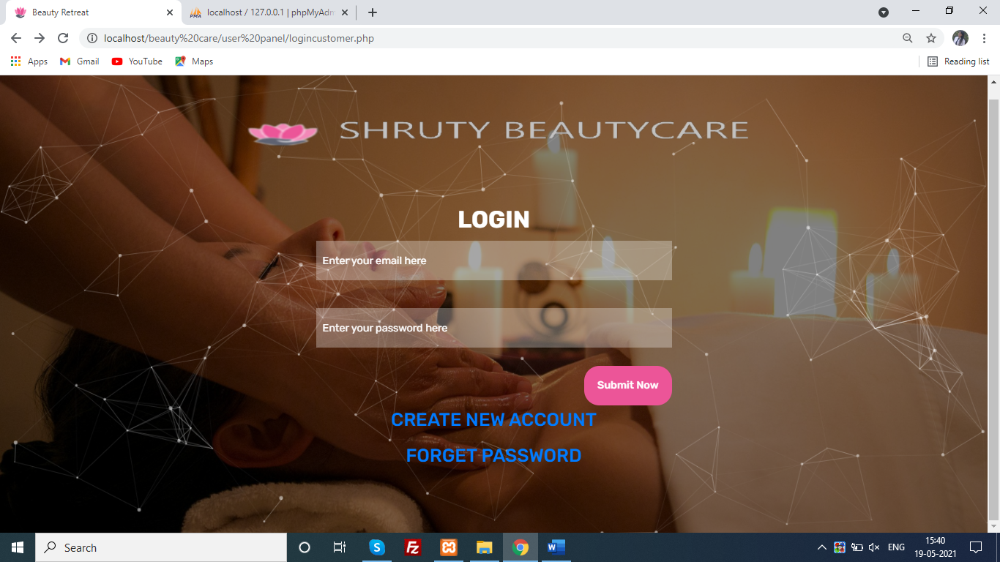 Beauty Retreat
localhost / 127.0.0.1 | phpMyAdm
localhost/beauty%20care/user%20panel/logincustomer.php
Apps Gmail YouTube Maps Reading list
SHRUTY BEAUTYCARE
LOGIN
Enter your email here
Enter your password here
Submit Now
CREATE NEW ACCOUNT
FORGET PASSWORD
Search
ENG
15:40
19-05-2021